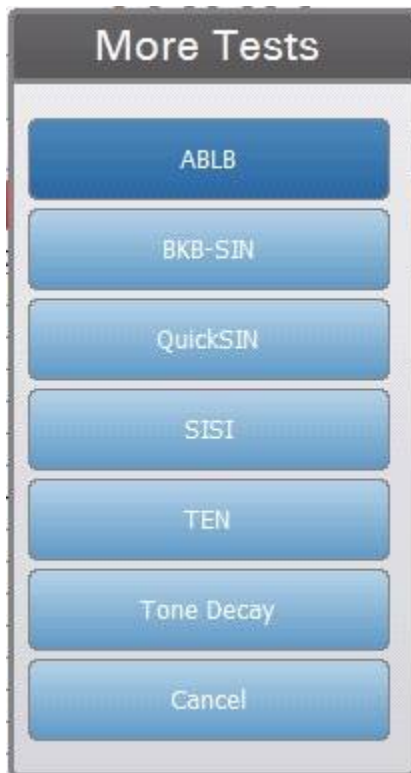 More Tests
ABLB
BKB-SIN
QuickSIN
SISI
TEN
Tone Decay
Cancel